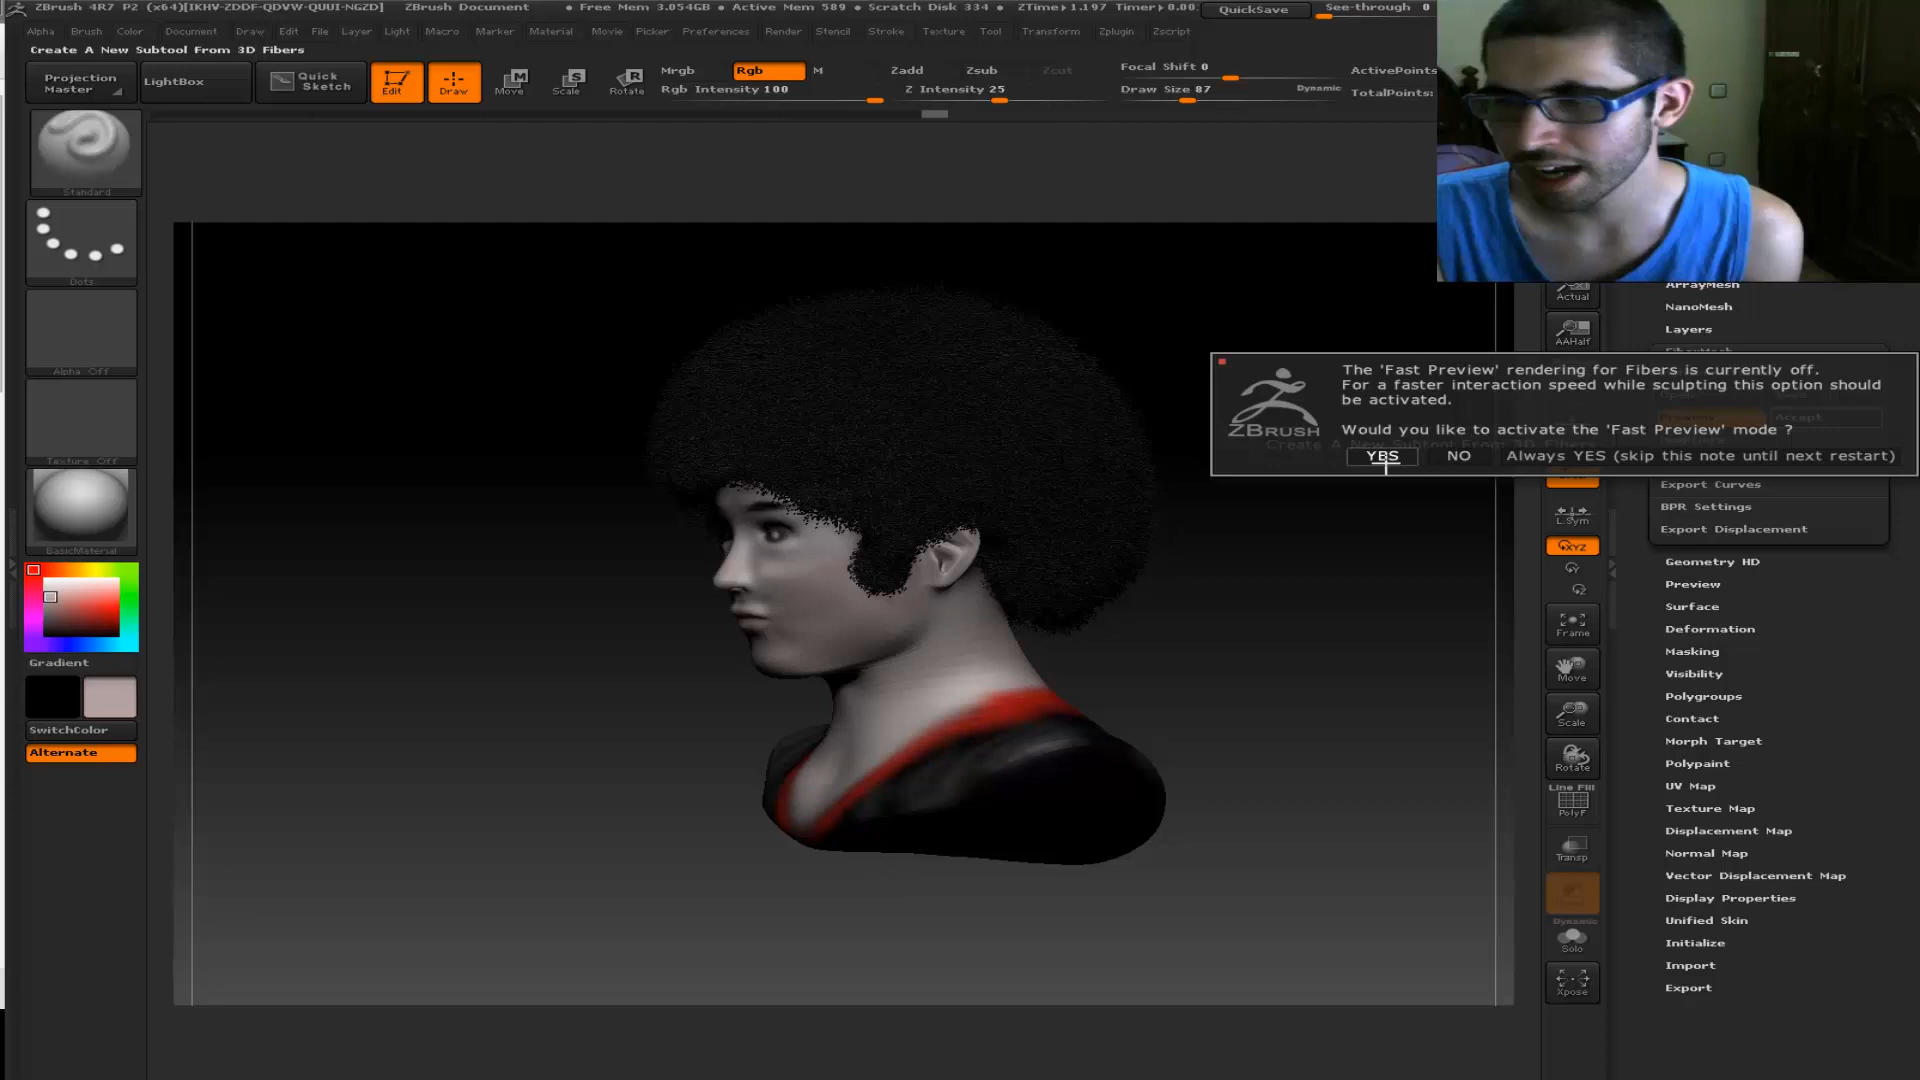 ZBrush 4R7 P2 (x64)[IKHV-ZDDF-QDVW-QUUI-NGZD] ZBrush Document • Free Mem 3.054GB • Active Mem 589 • Scratch Disk 334 • ZTime▸1.197 Timer▸0.00 QuickSave See-through 0
Alpha Brush Color Document Draw Edit File Layer Light Macro Marker Material Movie Picker Preferences Render Stencil Stroke Texture Tool Transform Zplugin Zscript
Create A New Subtool From 3D Fibers
Projection Master
LightBox
Quick Sketch
Edit
Draw
Move
Scale
Rotate
Mrgb Rgb M
Rgb Intensity 100
Zadd Zsub Zcut
Z Intensity 25
Focal Shift 0
Draw Size 87
Dynamic
ActivePoints:
TotalPoints:
Standard
Dots
Alpha Off
Texture Off
BasicMaterial
Gradient
SwitchColor
Alternate
Actual
AAHalf
L.Sym
XYZ
Frame
Move
Scale
Rotate
Line Fill
PolyF
Transp
Dynamic
Solo
Xpose
ArrayMesh
NanoMesh
Layers
The 'Fast Preview' rendering for Fibers is currently off.
For a faster interaction speed while sculpting this option should
be activated.
Would you like to activate the 'Fast Preview' mode ?
YES NO Always YES (skip this note until next restart)
ZBRUSH
Create A New Subtool From 3D Fibers
Accept
Export Curves
BPR Settings
Export Displacement
Geometry HD
Preview
Surface
Deformation
Masking
Visibility
Polygroups
Contact
Morph Target
Polypaint
UV Map
Texture Map
Displacement Map
Normal Map
Vector Displacement Map
Display Properties
Unified Skin
Initialize
Import
Export